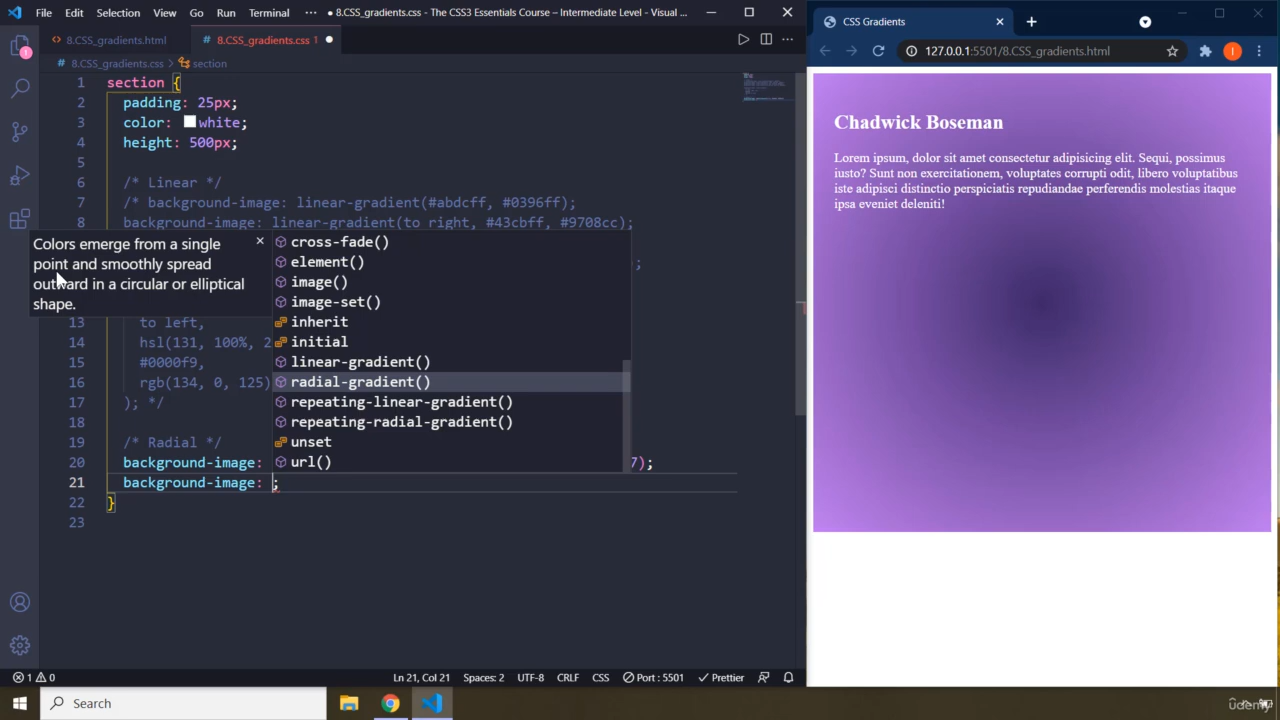 File Edit Selection View Go Run Terminal ··· ● 8.CSS_gradients.css - The CSS3 Essentials Course – Intermediate Level - Visual ...
8.CSS_gradients.html
# 8.CSS_gradients.css 1 ●
# 8.CSS_gradients.css > section
1 section {
2 padding: 25px;
3 color: white;
4 height: 500px;
5
6 /* Linear */
7 /* background-image: linear-gradient(#abdcff, #0396ff);
background-image: linear-gradient(to right, #43cbff, #9708cc);
Colors emerge from a single
point and smoothly spread
outward in a circular or elliptical
shape.
cross-fade()
element()
image()
image-set()
inherit
initial
linear-gradient()
radial-gradient()
repeating-linear-gradient()
repeating-radial-gradient()
unset
url()
;
13 to left,
14 hsl(131, 100%, 2
15 #0000f9,
16 rgb(134, 0, 125)
17 ); */
18
19 /* Radial */
20 background-image: 7);
21 background-image: ;
22 }
23
1 0 Ln 21, Col 21 Spaces: 2 UTF-8 CRLF CSS Port : 5501 Prettier
Search
CSS Gradients
127.0.0.1:5501/8.CSS_gradients.html
I
Chadwick Boseman
Lorem ipsum, dolor sit amet consectetur adipisicing elit. Sequi, possimus
iusto? Sunt non exercitationem, voluptates corrupti odit, libero voluptatibus
iste adipisci distinctio perspiciatis repudiandae perferendis molestias itaque
ipsa eveniet deleniti!
udemy